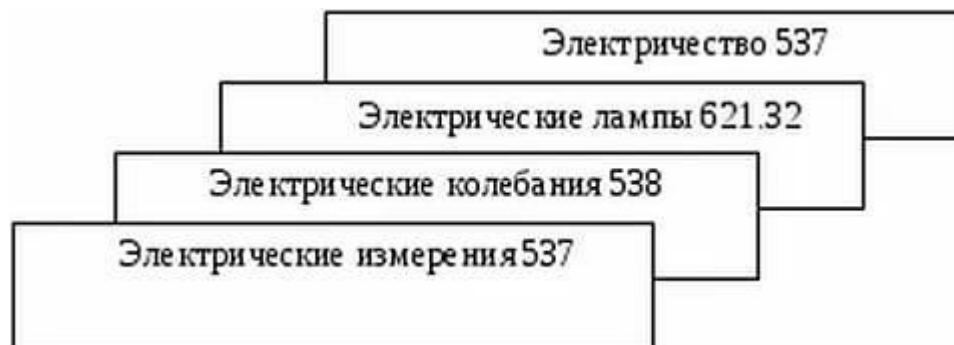 Электричество 537
Электрические лампы 621.32
Электрические колебания 538
Электрические измерения 537